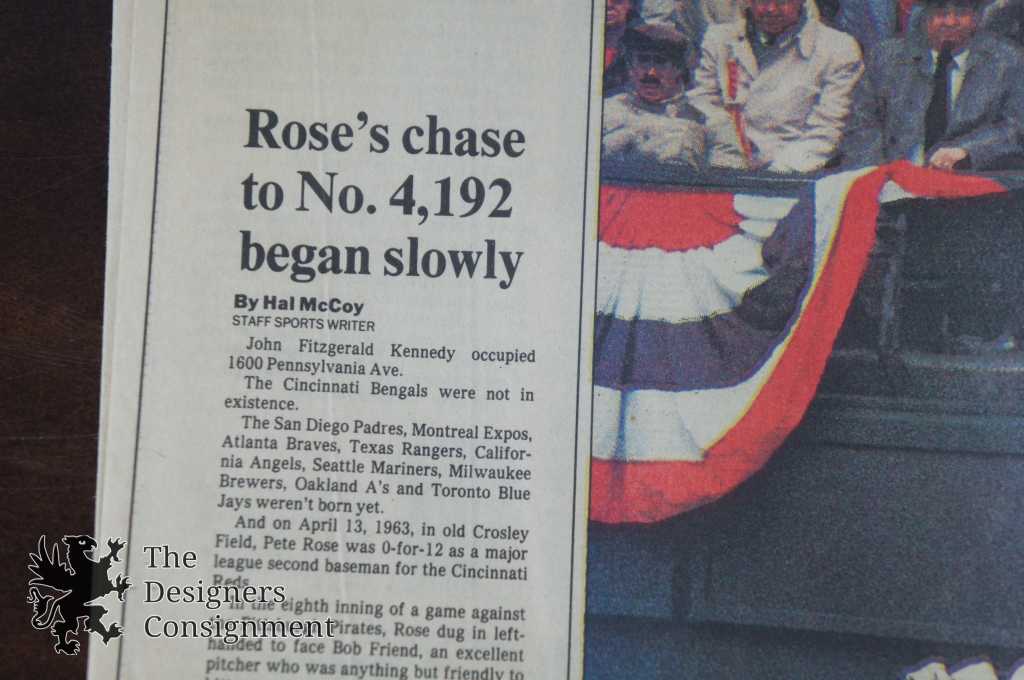 Rose's chase
to No. 4,192
began slowly
By Hal McCoy
STAFF SPORTS WRITER
John Fitzgerald Kennedy occupied
1600 Pennsylvania Ave.
The Cincinnati Bengals were not in
existence.
The San Diego Padres, Montreal Expos,
Atlanta Braves, Texas Rangers, Califor-
nia Angels, Seattle Mariners, Milwaukee
Brewers, Oakland A's and Toronto Blue
Jays weren't born yet.
And on April 13, 1963, in old Crosley
Field, Pete Rose was 0-for-12 as a major
league second baseman for the Cincinnati
Reds.
In the eighth inning of a game against
Pirates, Rose dug in left-
handed to face Bob Friend, an excellent
pitcher who was anything but friendly to
The
Designers
Consignment